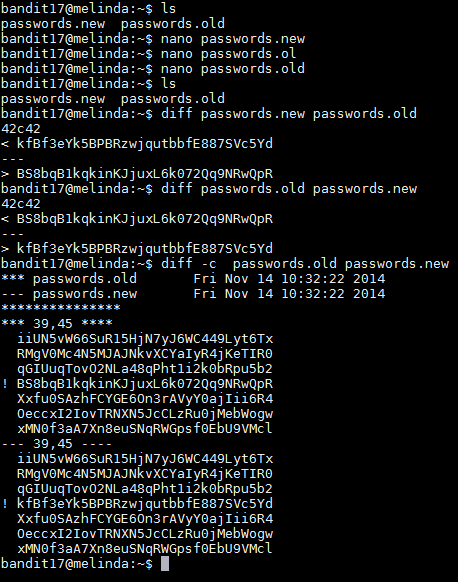 bandit17@melinda:~$ ls
passwords.new  passwords.old
bandit17@melinda:~$ nano passwords.new
bandit17@melinda:~$ nano passwords.ol
bandit17@melinda:~$ nano passwords.old
bandit17@melinda:~$ ls
passwords.new  passwords.old
bandit17@melinda:~$ diff passwords.new passwords.old
42c42
< kfBf3eYk5BPBRzwjqutbbfE887SVc5Yd
---
> BS8bqB1kqkinKJjuxL6k072Qq9NRwQpR
bandit17@melinda:~$ diff passwords.old passwords.new
42c42
< BS8bqB1kqkinKJjuxL6k072Qq9NRwQpR
---
> kfBf3eYk5BPBRzwjqutbbfE887SVc5Yd
bandit17@melinda:~$ diff -c  passwords.old passwords.new
*** passwords.old       Fri Nov 14 10:32:22 2014
--- passwords.new       Fri Nov 14 10:32:22 2014
***************
*** 39,45 ****
  iiUN5vW66SuR15HjN7yJ6WC449Lyt6Tx
  RMgV0Mc4N5MJAJNkvXCYaIyR4jKeTIR0
  qGIUuqTovO2NLa48qPht1i2k0bRpu5b2
! BS8bqB1kqkinKJjuxL6k072Qq9NRwQpR
  Xxfu0SAzhFCYGE6On3rAVyY0ajIii6R4
  OeccxI2IovTRNXN5JcCLzRu0jMebWogw
  xMN0f3aA7Xn8euSNqRWGpsf0EbU9VMcl
--- 39,45 ----
  iiUN5vW66SuR15HjN7yJ6WC449Lyt6Tx
  RMgV0Mc4N5MJAJNkvXCYaIyR4jKeTIR0
  qGIUuqTovO2NLa48qPht1i2k0bRpu5b2
! kfBf3eYk5BPBRzwjqutbbfE887SVc5Yd
  Xxfu0SAzhFCYGE6On3rAVyY0ajIii6R4
  OeccxI2IovTRNXN5JcCLzRu0jMebWogw
  xMN0f3aA7Xn8euSNqRWGpsf0EbU9VMcl
bandit17@melinda:~$